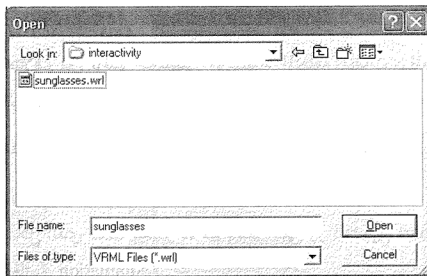 Open
Look in: interactivity
sunglasses.wrl
File name: sunglasses
Open
Files of type: VRML Files (*.wrl)
Cancel